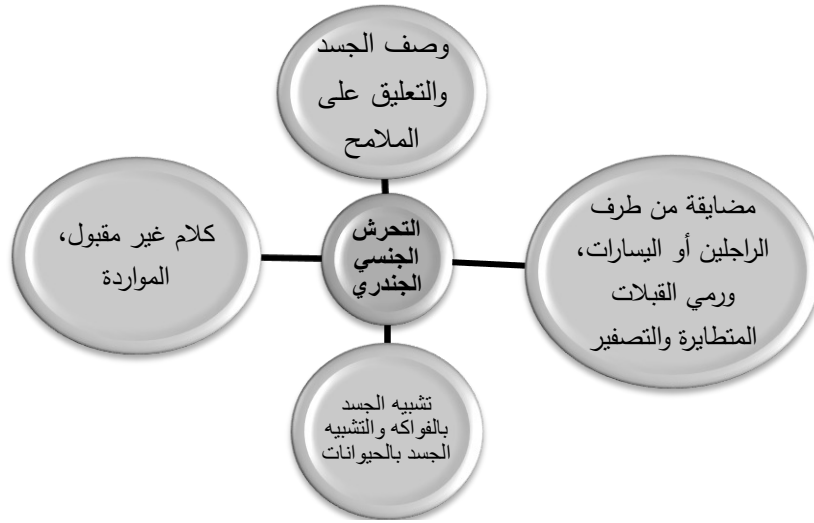 وصف الجسد
والتعليق على
الملامح
مضايقة من طرف
الراجلين أو اليسارات،
ورمي القبلات
المتطايرة والتصفير
التحرش
الجنسي
الجندري
كلام غير مقبول،
المواردة
تشبيه الجسد
بالفواكه والتشبيه
الجسد بالحيوانات